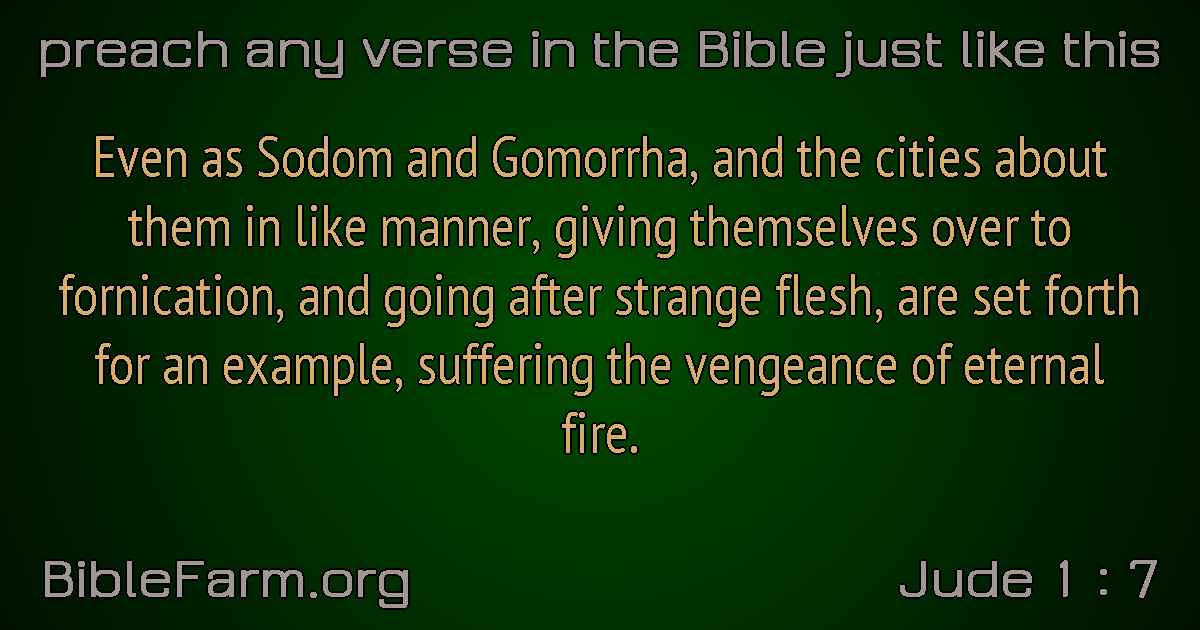 preach any verse in the Bible just like this
Even as Sodom and Gomorrha, and the cities about
them in like manner, giving themselves over to
fornication, and going after strange flesh, are set forth
for an example, suffering the vengeance of eternal
fire.
BibleFarm.org
Jude 1 : 7